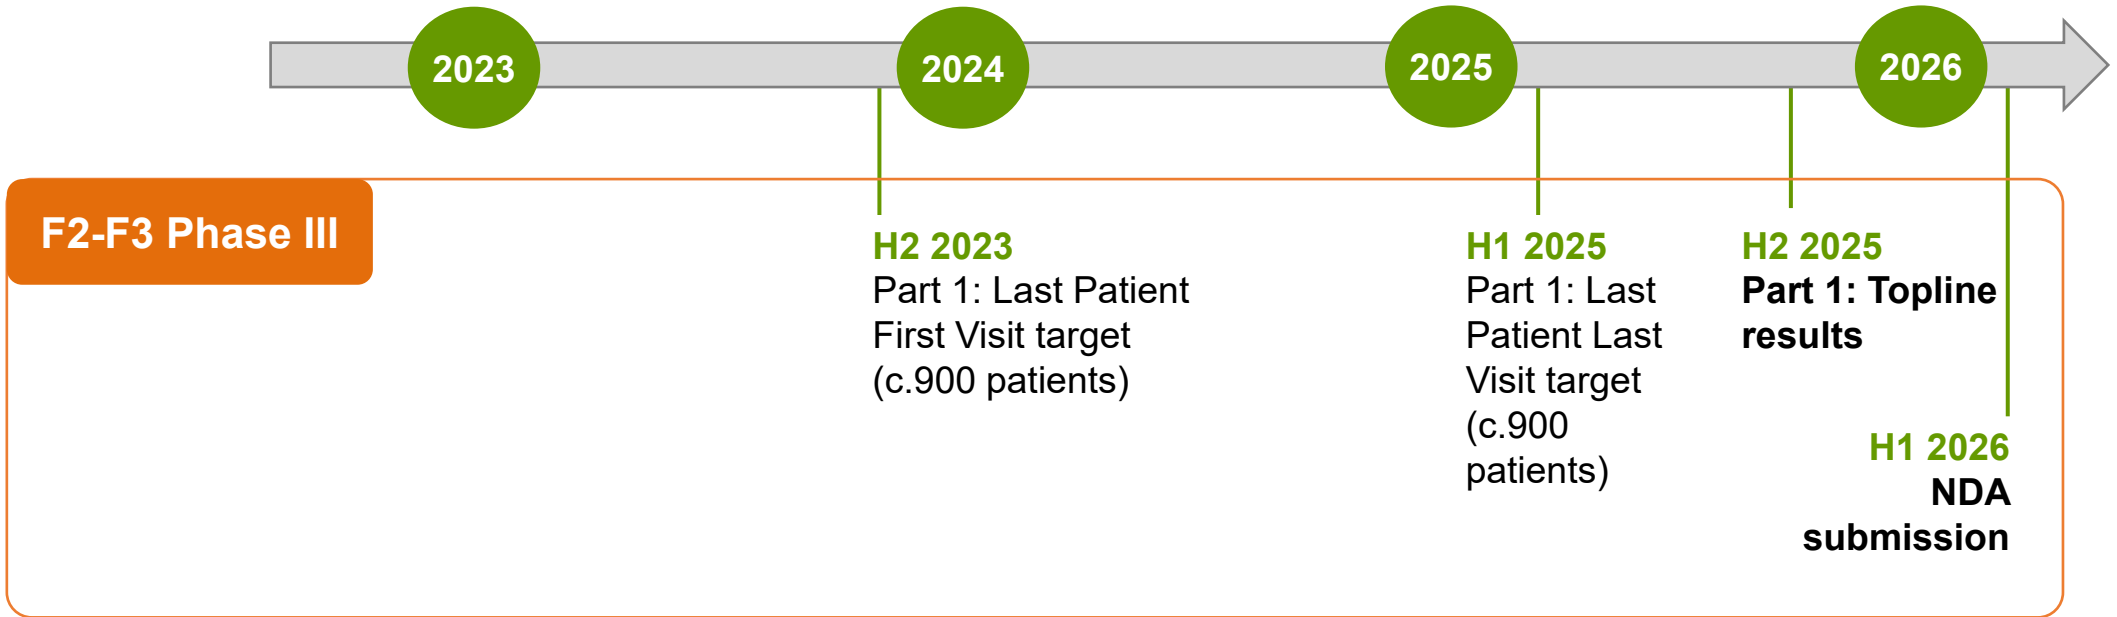 2023
2024
2025
2026
F2-F3 Phase III
H2 2023
Part 1: Last Patient
First Visit target
(c.900 patients)
H1 2025
Part 1: Last
Patient Last
Visit target
(c.900
patients)
H2 2025
Part 1: Topline
results
H1 2026
NDA
submission